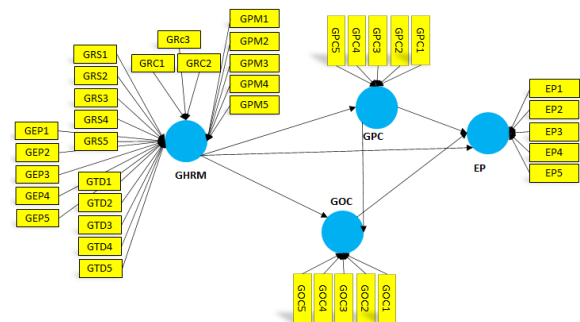 GRS1
GRS2
GRS3
GRS4
GRS5
GRc3
GRC1
GRC2
GPM1
GPM2
GPM3
GPM4
GPM5
GEP1
GEP2
GEP3
GEP4
GEP5
GTD1
GTD2
GTD3
GTD4
GTD5
GHRM
GPC5
GPC4
GPC3
GPC2
GPC1
GPC
EP1
EP2
EP3
EP4
EP5
EP
GOC
GOC5
GOC4
GOC3
GOC2
GOC1